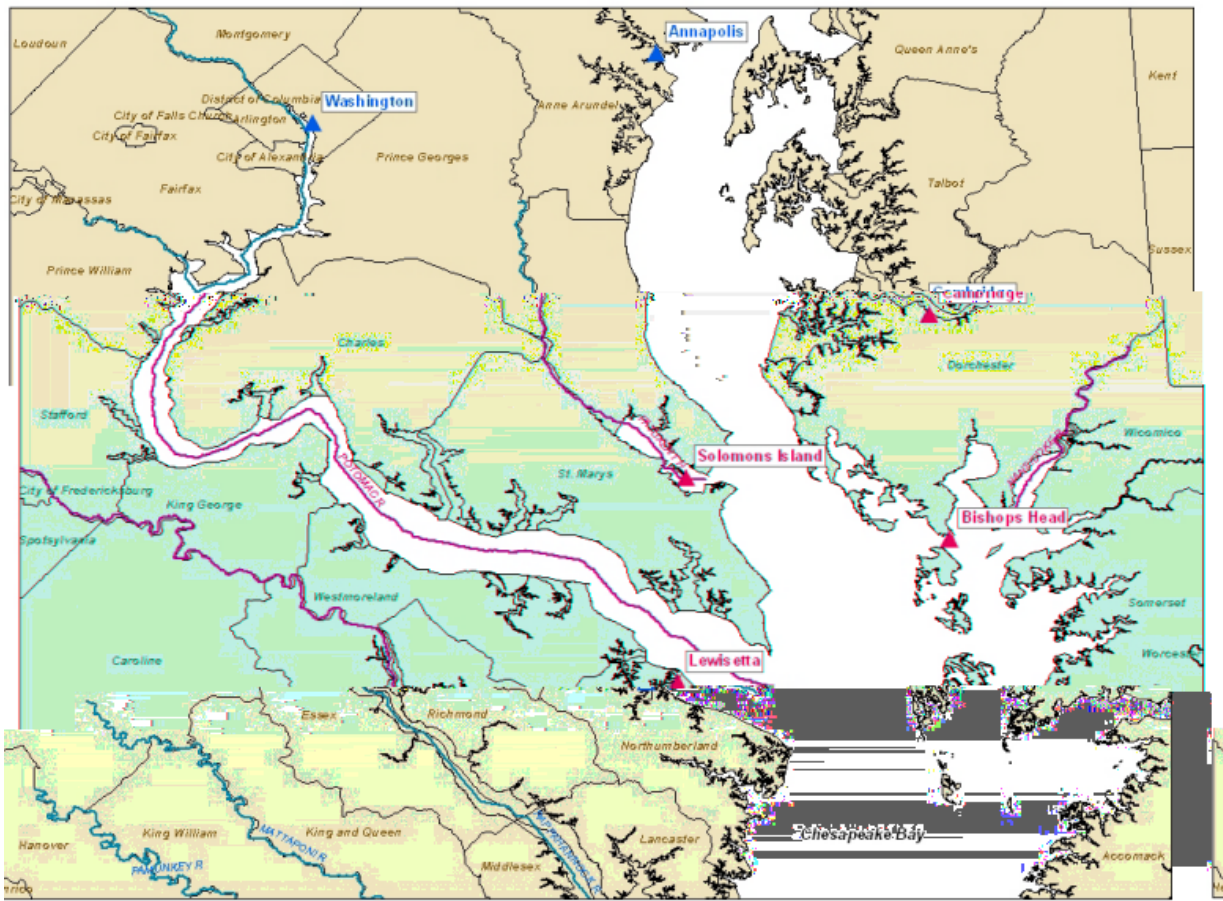 Annapolis
Loudoun
Montgomery
Queen Anne's
Kent
District of Columbia
Washington
Anne Arundel
City of Falls Church
Arlington
City of Fairfax
City of Alexandria
Prince Georges
Fairfax
Talbot
City of Manassas
Sussex
Prince William
Cambridge
Charles
Dorchester
Stafford
Wicomico
Solomons Island
POTOMAC R
St. Marys
City of Fredericksburg
King George
Bishops Head
Spotsylvania
Westmoreland
Somerset
Caroline
Lewisetta
Essex
Richmond
Northumberland
King William
King and Queen
MATTAPONI R
Lancaster
Chesapeake Bay
Hanover
Middlesex
PAMUNKEY R
Accomack